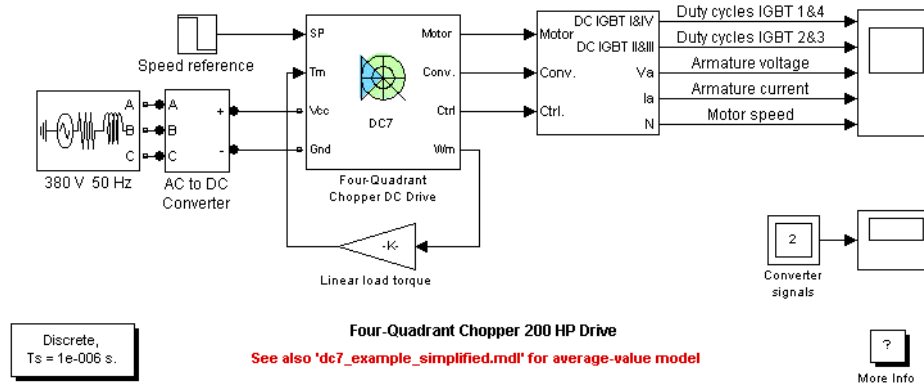 Speed reference
SP
Tm
Vcc
Gnd
Motor
Conv.
Ctrl
Wm
DC7
Four-Quadrant
Chopper DC Drive
Motor
Conv.
Ctrl.
DC IGBT I&IV
DC IGBT II&III
Va
Ia
N
Duty cycles IGBT 1&4
Duty cycles IGBT 2&3
Armature voltage
Armature current
Motor speed
A
B
C
380 V 50 Hz
A
B
C
+
-
AC to DC
Converter
-K-
Linear load torque
2
Converter
signals
Discrete,
Ts = 1e-006 s.
Four-Quadrant Chopper 200 HP Drive
See also 'dc7_example_simplified.mdl' for average-value model
?
More Info